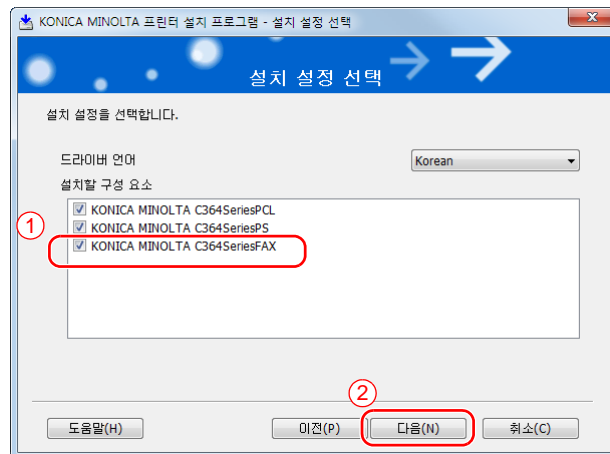 KONICA MINOLTA 프린터 설치 프로그램 - 설치 설정 선택
설치 설정 선택
설치 설정을 선택합니다.
드라이버 언어
Korean
설치할 구성 요소
KONICA MINOLTA C364SeriesPCL
KONICA MINOLTA C364SeriesPS
① KONICA MINOLTA C364SeriesFAX
②
도움말(H) 이전(P) 다음(N) 취소(C)